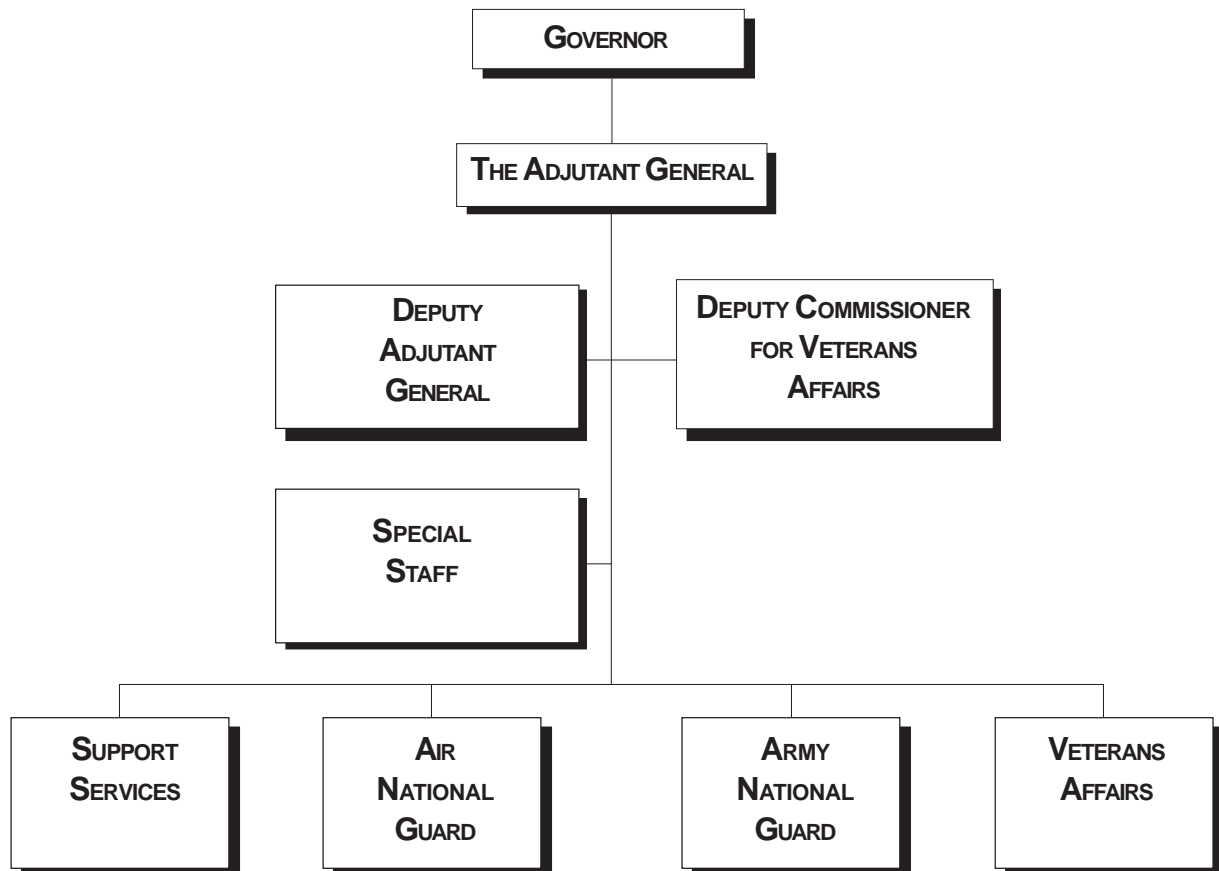 GOVERNOR
THE ADJUTANT GENERAL
DEPUTY
ADJUTANT
GENERAL
DEPUTY COMMISSIONER
FOR VETERANS
AFFAIRS
SPECIAL
STAFF
SUPPORT
SERVICES
AIR
NATIONAL
GUARD
ARMY
NATIONAL
GUARD
VETERANS
AFFAIRS